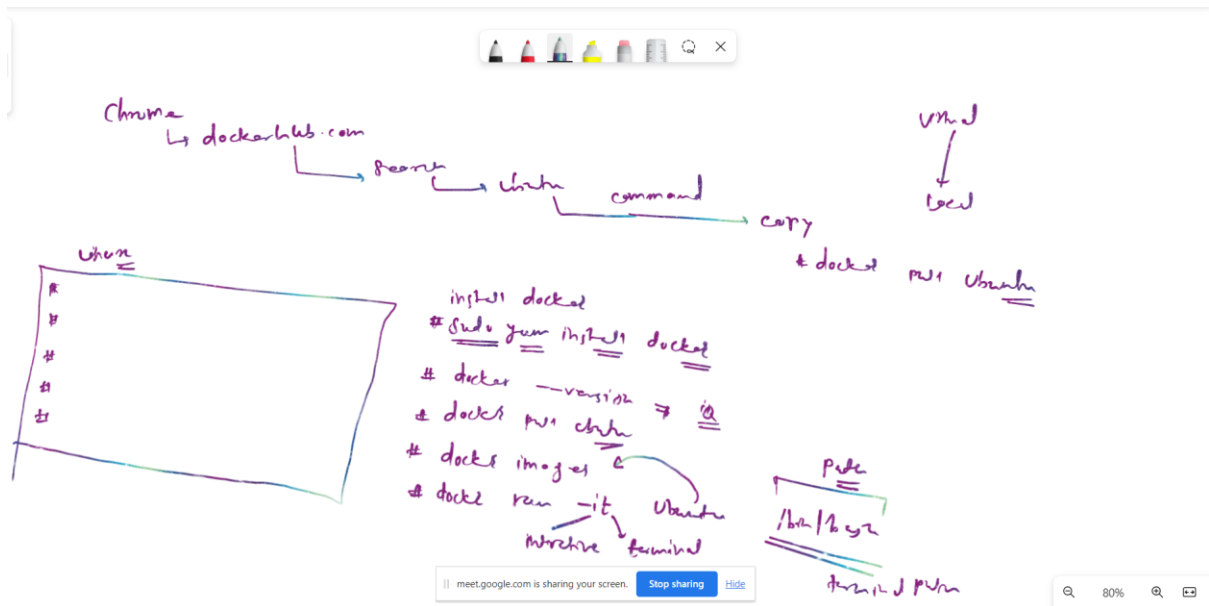 Chrome
dockerhub.com
Search
Ubuntu
command
copy
# docker pull ubuntu
local
install docker
# sudo yum install docker
# docker --version ⇒
# docker pull ubuntu
# docker images
# docker run -it ubuntu /bin/bash
interactive terminal
path
terminal path
#
#
#
#
#
meet.google.com is sharing your screen. Stop sharing Hide
80%